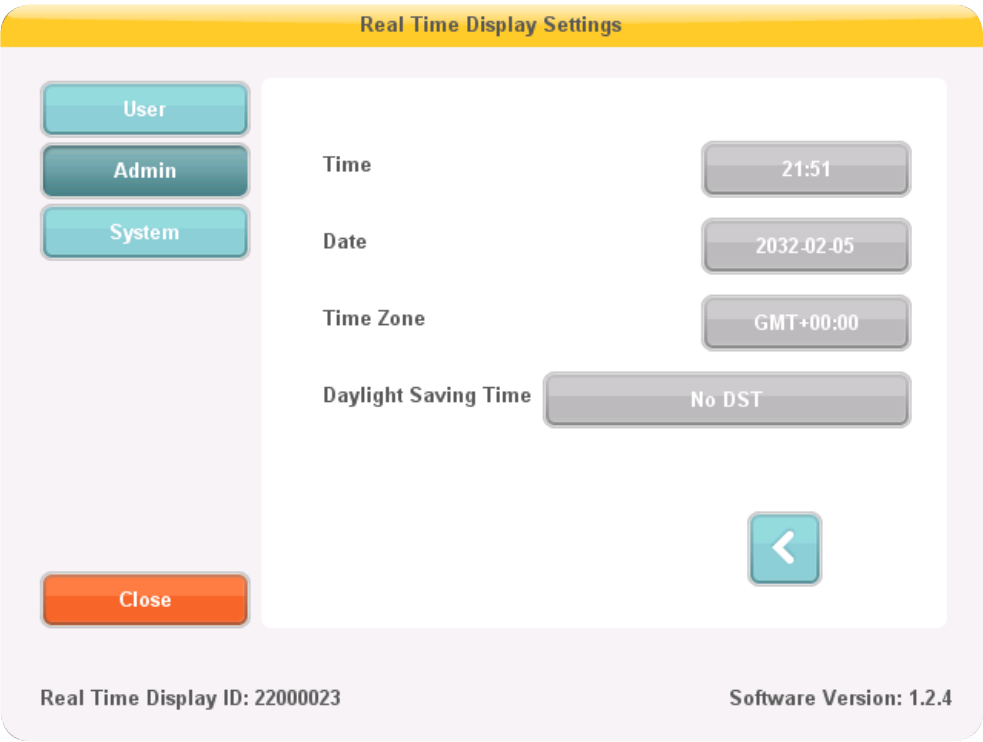 Real Time Display Settings
User
Admin
System
Time 21:51
Date 2032-02-05
Time Zone GMT+00:00
Daylight Saving Time No DST
Close
Real Time Display ID: 22000023 Software Version: 1.2.4